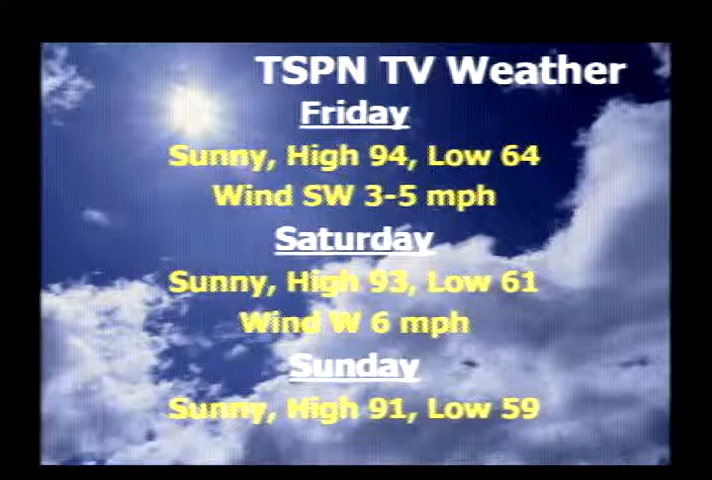 TSPN TV Weather
Friday
Sunny, High 94, Low 64
Wind SW 3-5 mph
Saturday
Sunny, High 93, Low 61
Wind W 6 mph
Sunday
Sunny, High 91, Low 59